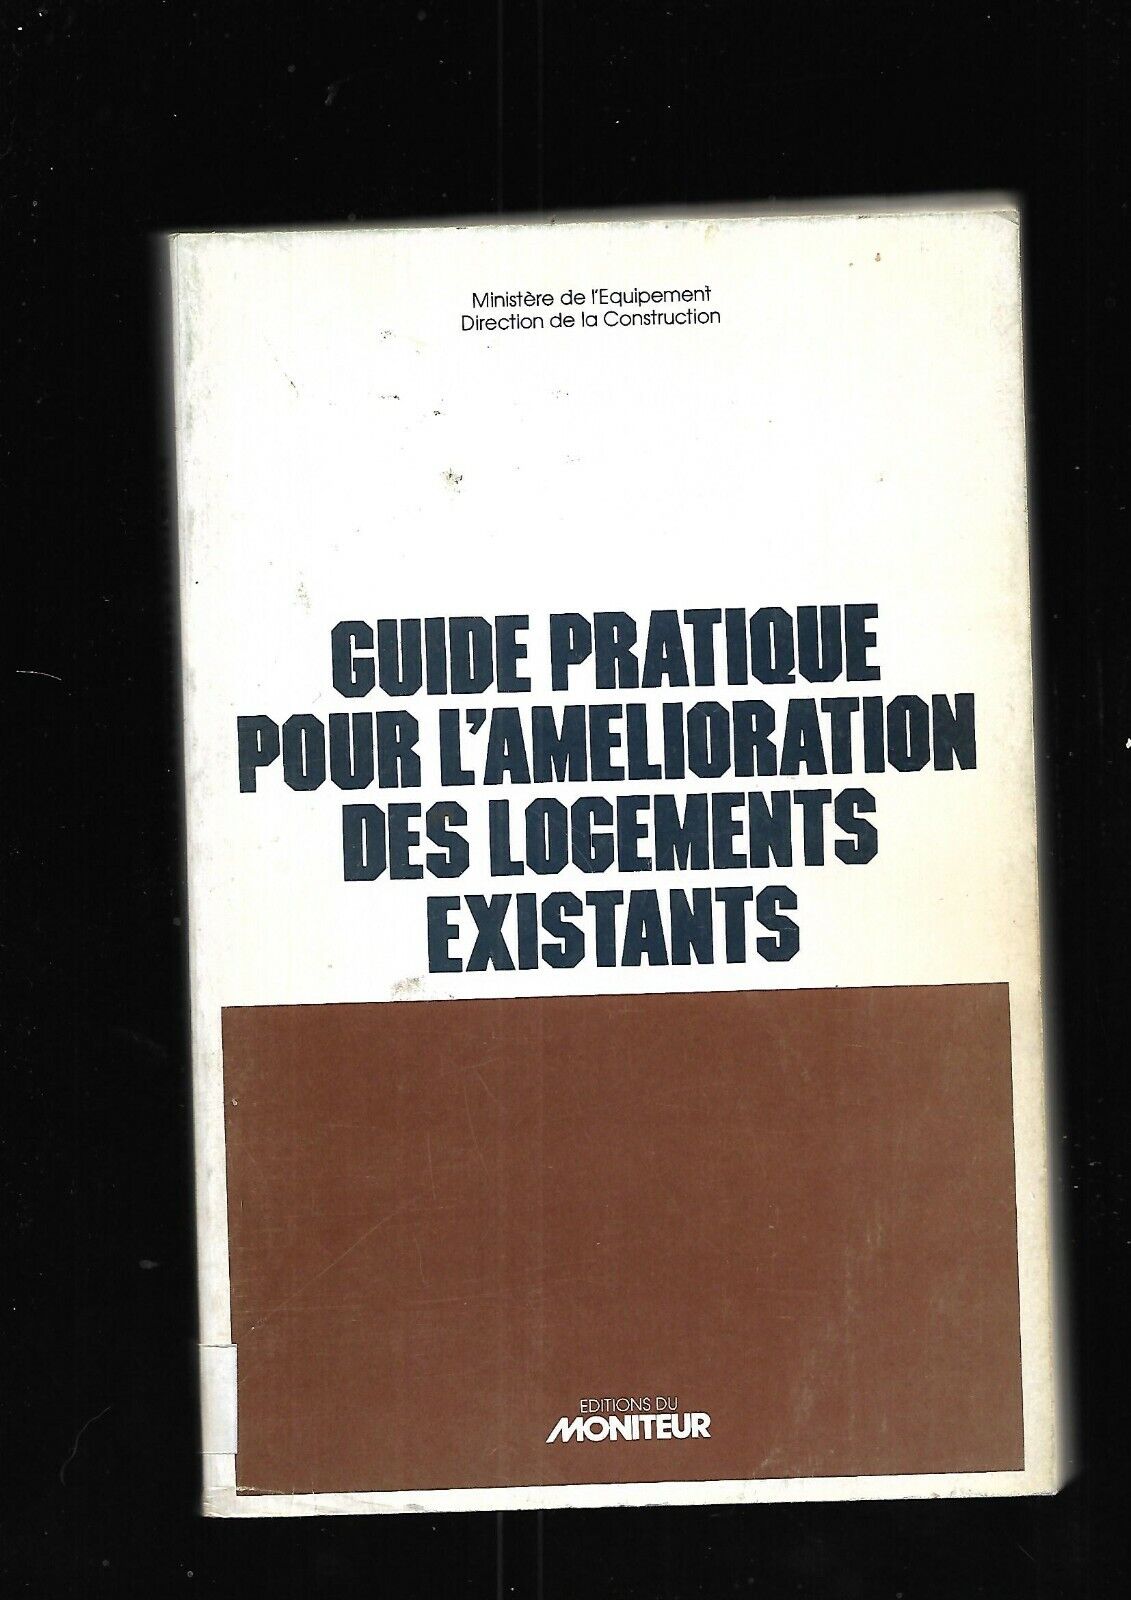 Ministère de l'Equipement
Direction de la Construction
GUIDE PRATIQUE
POUR L'AMELIORATION
DES LOGEMENTS
EXISTANTS
EDITIONS DU
MONITEUR